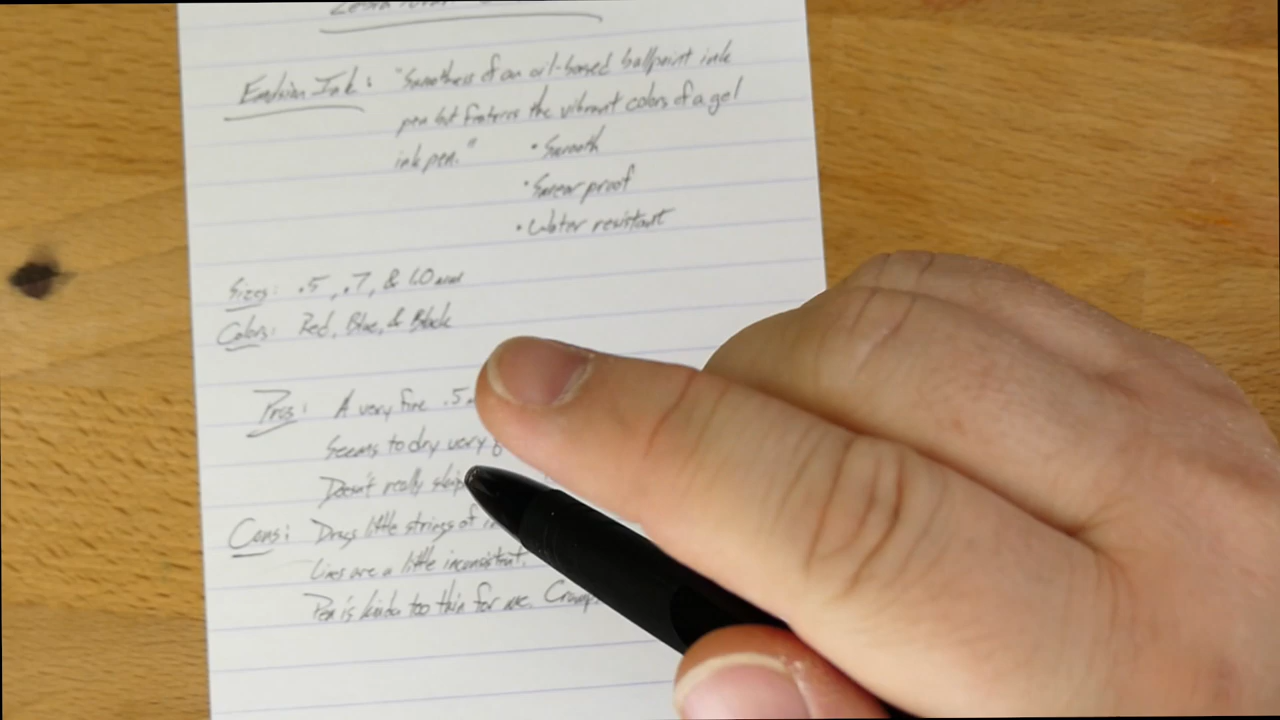 Emulsion Ink: "Smoothness of an oil-based ballpoint ink
pen but features the vibrant colors of a gel
ink pen."
• Smooth
• Smear proof
• Water resistant
Sizes: .5, .7, & 1.0 mm
Colors: Red, Blue, & Black
Pros: A very fine .5
Seems to dry very
Doesn't really skip
Cons: Drags little strings of
Lines are a little inconsistent.
Pen is kinda too thin for me.